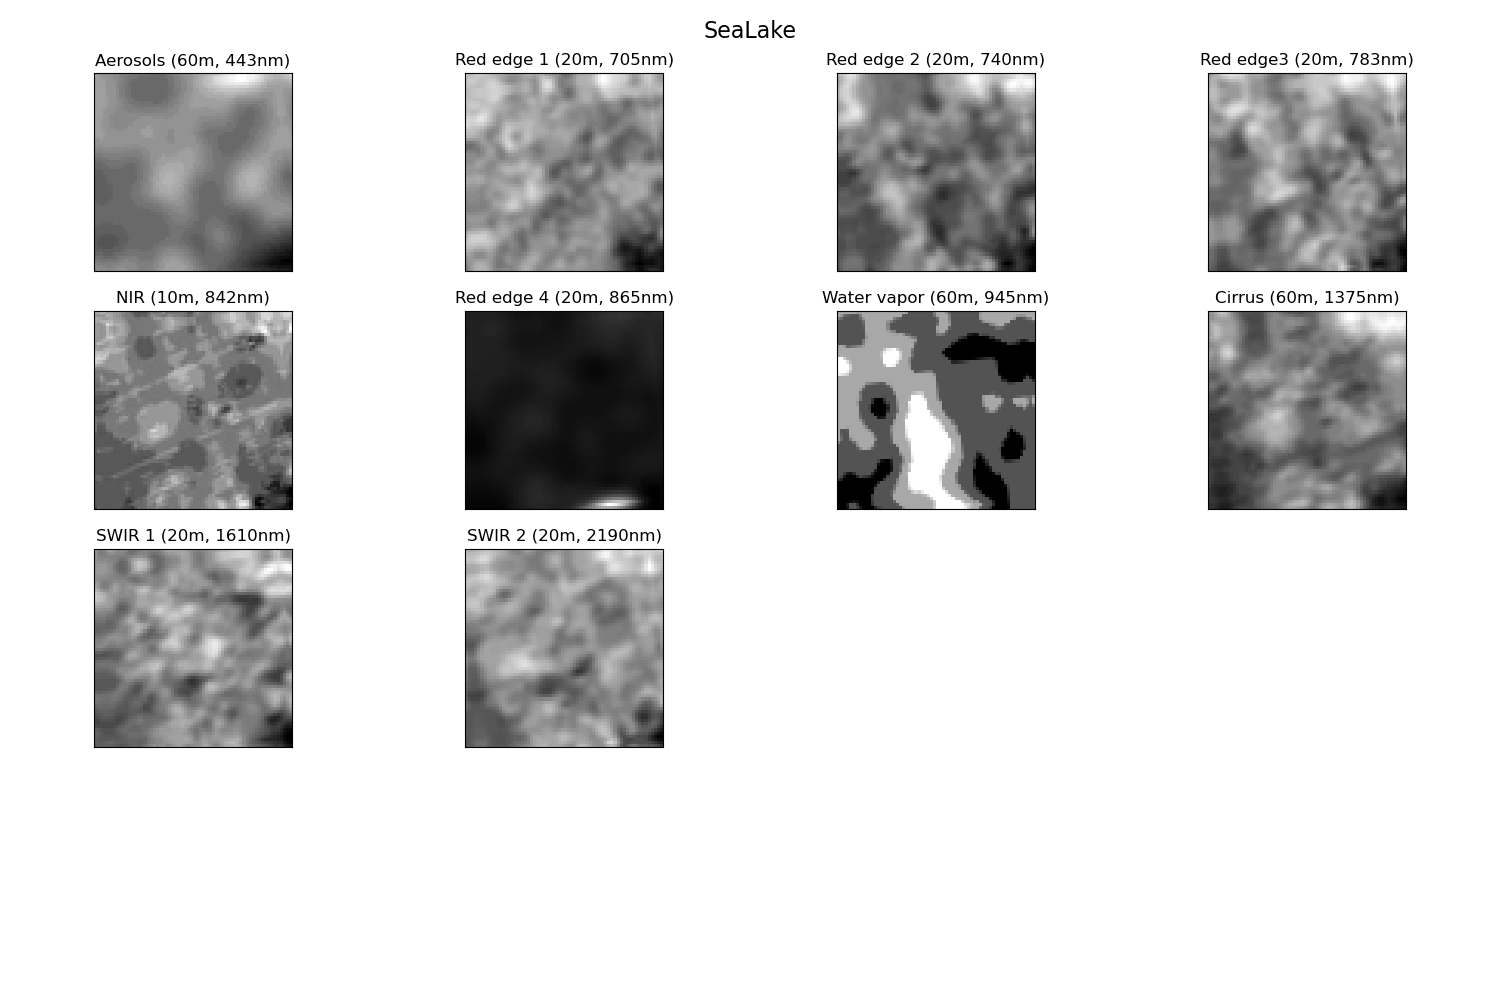 SeaLake
Aerosols (60m, 443nm)
Red edge 1 (20m, 705nm)
Red edge 2 (20m, 740nm)
Red edge3 (20m, 783nm)
NIR (10m, 842nm)
Red edge 4 (20m, 865nm)
Water vapor (60m, 945nm)
Cirrus (60m, 1375nm)
SWIR 1 (20m, 1610nm)
SWIR 2 (20m, 2190nm)